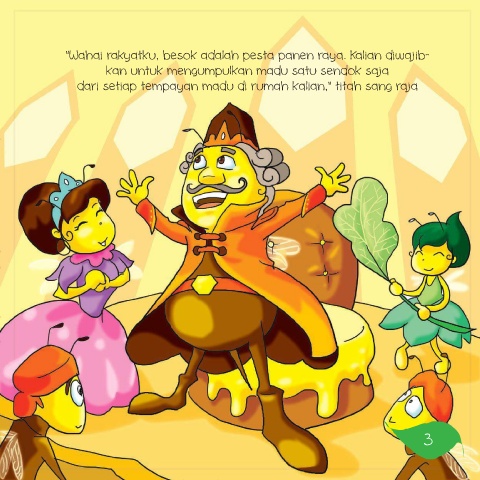 "Wahai rakyatku, besok adalah pesta panen raya. Kalian diwajib-
kan untuk mengumpulkan madu satu sendok saja
dari setiap tempayan madu di rumah kalian," titah sang raja
3